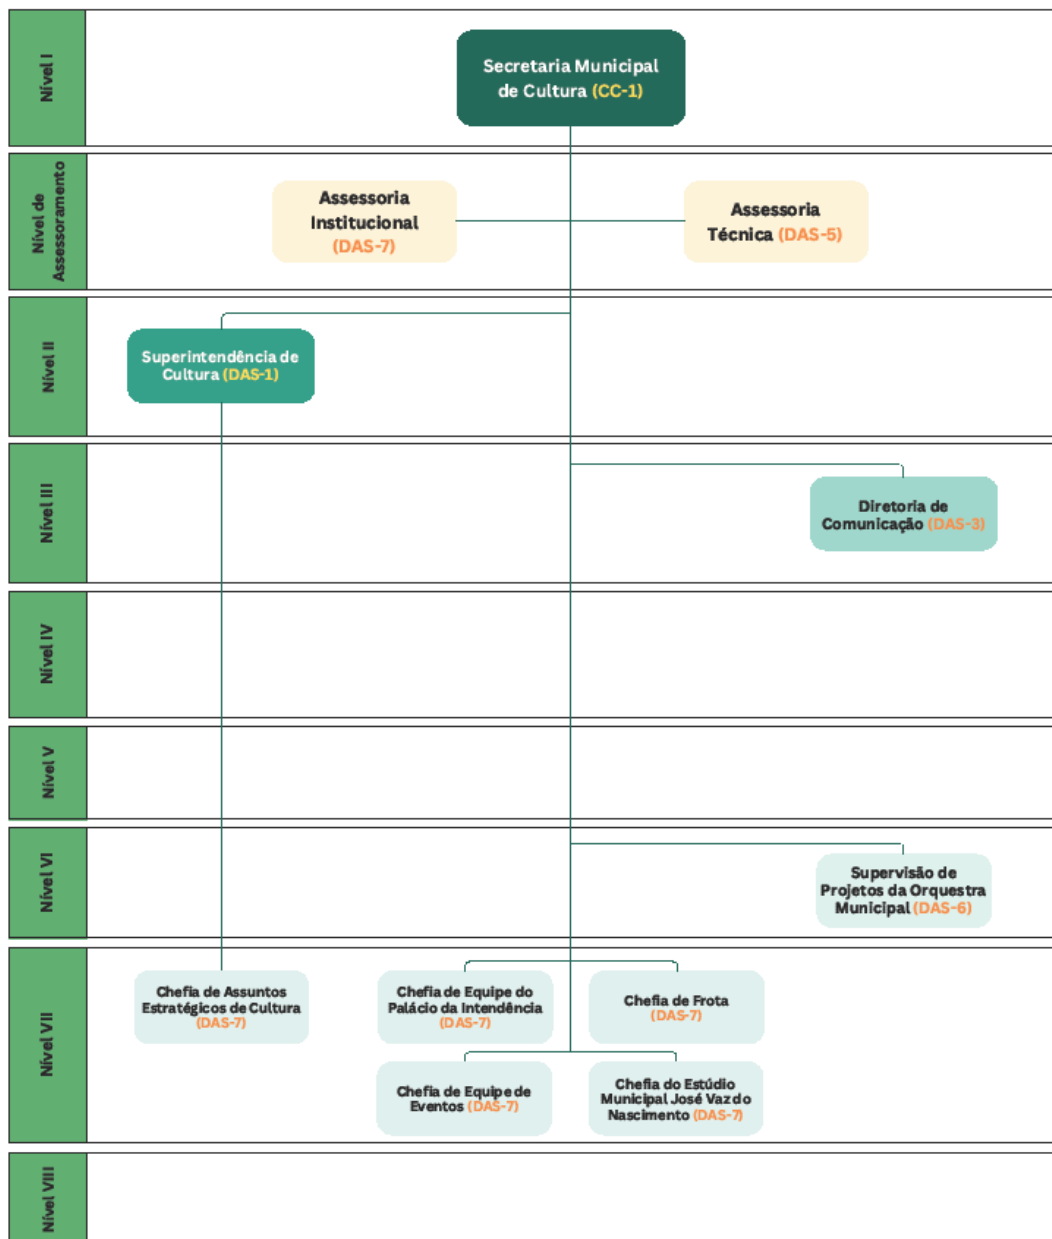 Nível I
Secretaria Municipal
de Cultura (CC-1)
Nível de
Assessoramento
Assessoria
Institucional
(DAS-7)
Assessoria
Técnica (DAS-5)
Nível II
Superintendência de
Cultura (DAS-1)
Nível III
Diretoria de
Comunicação (DAS-3)
Nível IV
Nível V
Nível VI
Supervisão de
Projetos da Orquestra
Municipal (DAS-6)
Nível VII
Chefia de Assuntos
Estratégicos de Cultura
(DAS-7)
Chefia de Equipe do
Palácio da Intendência
(DAS-7)
Chefia de Frota
(DAS-7)
Chefia de Equipe de
Eventos (DAS-7)
Chefia do Estúdio
Municipal José Vaz do
Nascimento (DAS-7)
Nível VIII